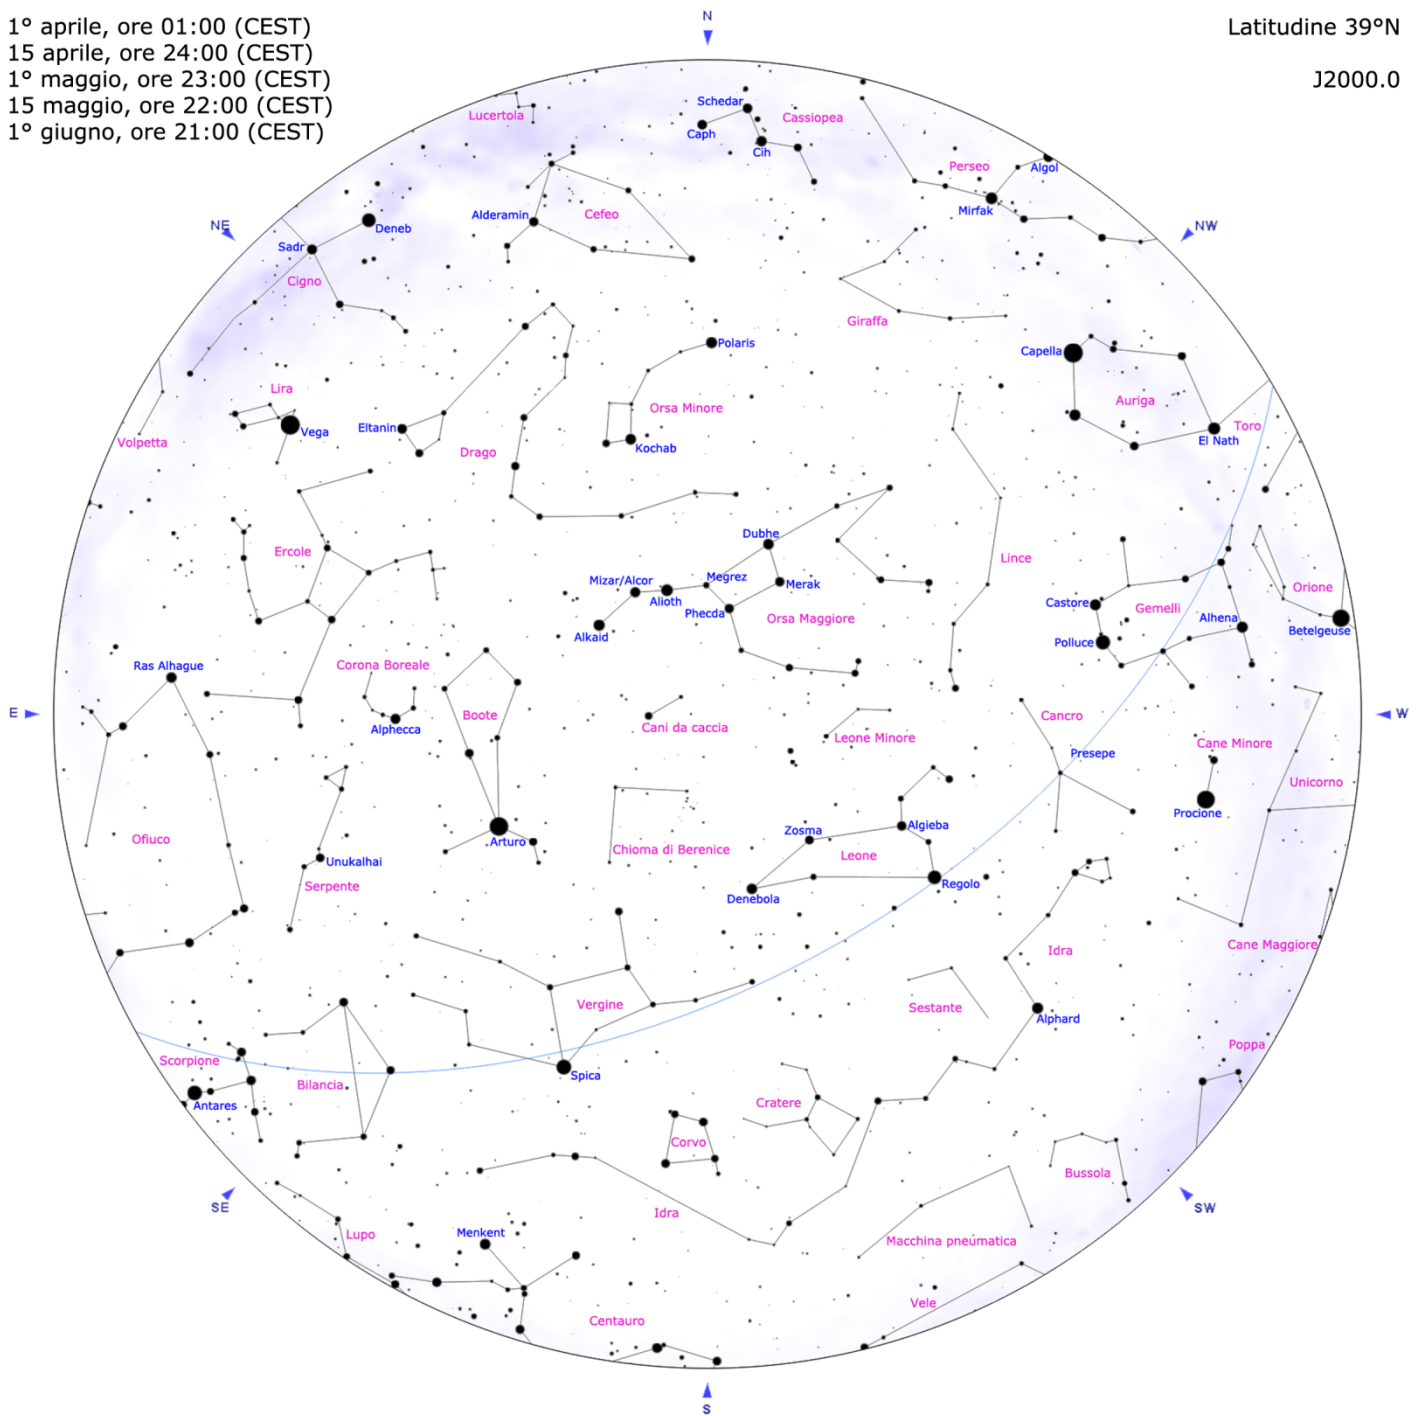 1° aprile, ore 01:00 (CEST)
15 aprile, ore 24:00 (CEST)
1° maggio, ore 23:00 (CEST)
15 maggio, ore 22:00 (CEST)
1° giugno, ore 21:00 (CEST)
Latitudine 39°N
J2000.0
N
Lucertola
Schedar
Caph
Cih
Cassiopea
Perseo
Algol
Mirfak
NE
NW
Deneb
Alderamin
Cefeo
Sadr
Cigno
Giraffa
Polaris
Capella
Lira
Orsa Minore
Auriga
Volpetta
Vega
Eltanin
Drago
Kochab
El Nath
Toro
Dubhe
Ercole
Lince
Mizar/Alcor
Alioth
Megrez
Merak
Phecda
Orsa Maggiore
Alkaid
Castore
Gemelli
Polluce
Alhena
Orione
Betelgeuse
Ras Alhague
Corona Boreale
Alphecca
Boote
Cani da caccia
Leone Minore
Cancro
Presepe
Cane Minore
Unicorno
Procione
E
W
Ofiuco
Arturo
Unukalhai
Serpente
Chioma di Berenice
Zosma
Algieba
Leone
Denebola
Regolo
Idra
Cane Maggiore
Vergine
Sestante
Alphard
Scorpione
Antares
Bilancia
Spica
Poppa
Cratere
Corvo
Bussola
SE
SW
Lupo
Menkent
Idra
Macchina pneumatica
Vele
Centauro
S